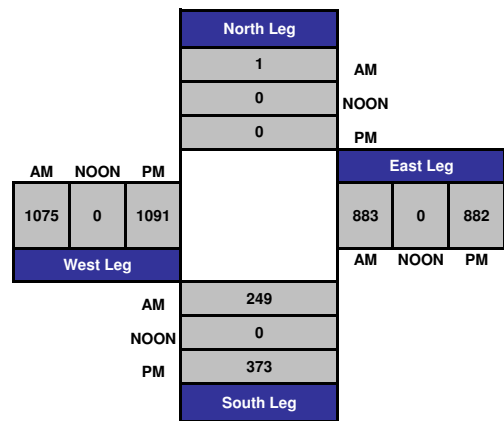 North Leg
1 AM
0 NOON
0 PM
AM NOON PM
East Leg
1075 0 1091
883 0 882
West Leg
AM NOON PM
AM 249
NOON 0
PM 373
South Leg